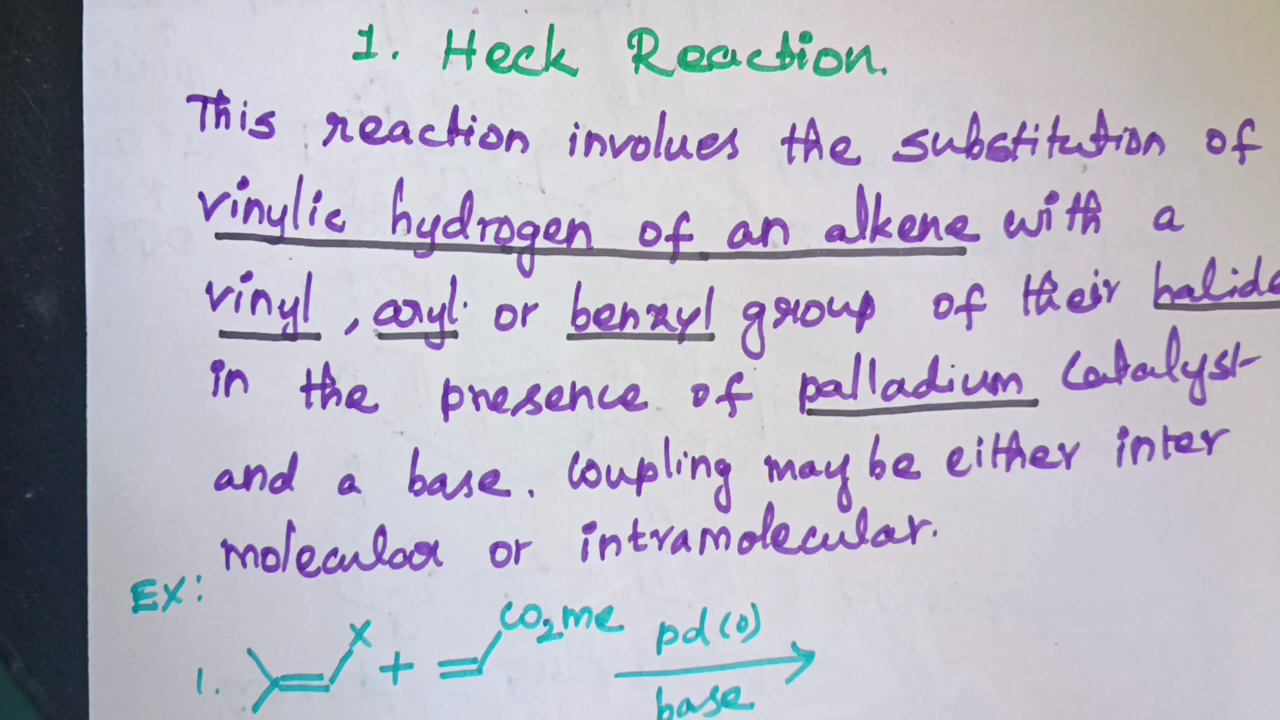 1. Heck Reaction.
This reaction involves the substitution of
vinylic hydrogen of an alkene with a
vinyl, aryl or benzyl group of their halide
in the presence of palladium catalyst
and a base. Coupling may be either inter
molecular or intramolecular.
EX:
1. X + CO2me pd(0)
base